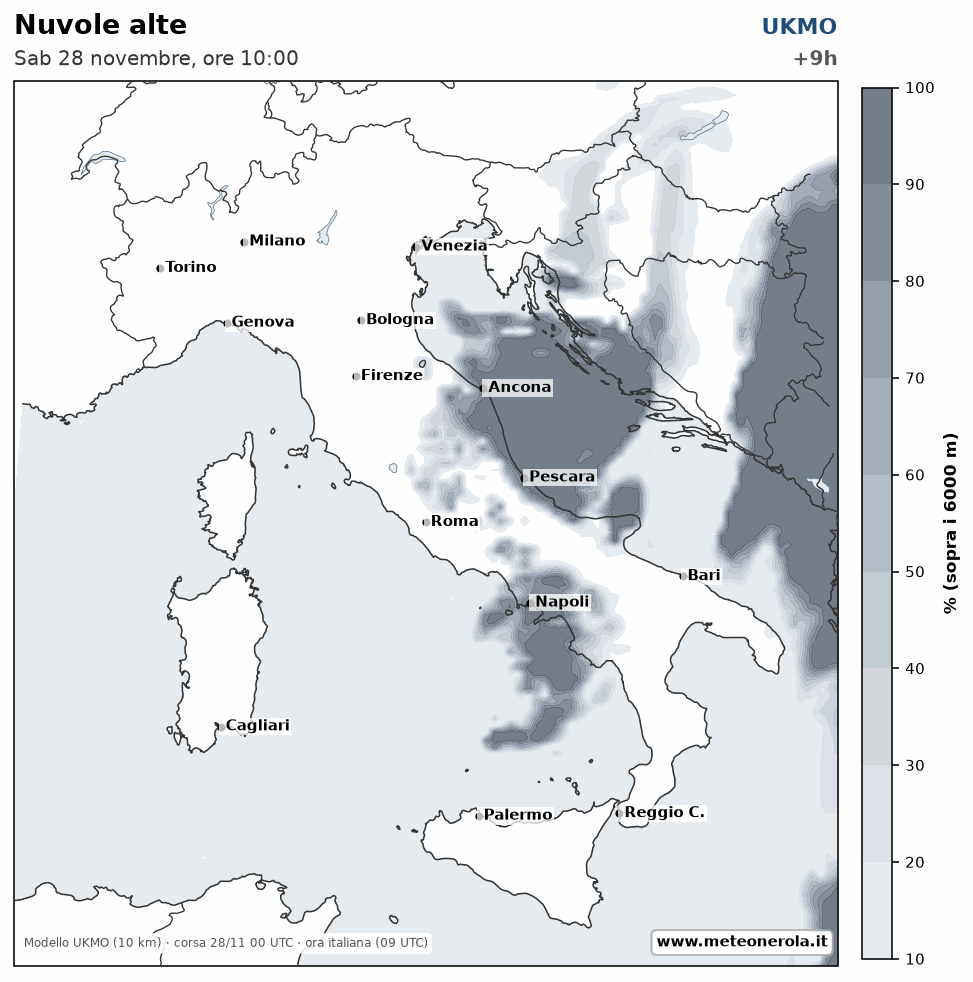 Nuvole alte
UKMO
Sab 28 novembre, ore 10:00
+9h
100
90
80
70
60
50
40
30
20
10
% (sopra i 6000 m)
Milano
Venezia
Torino
Genova
Bologna
Firenze
Ancona
Pescara
Roma
Bari
Napoli
Cagliari
Palermo
Reggio C.
Modello UKMO (10 km) · corsa 28/11 00 UTC · ora italiana (09 UTC)
www.meteonerola.it